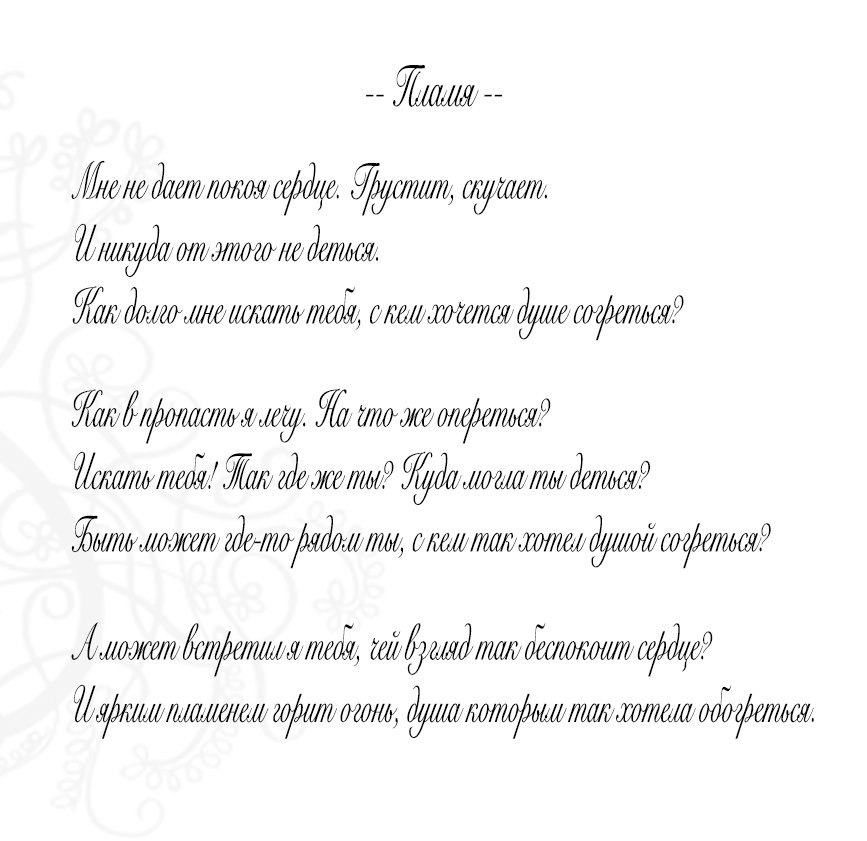 -- Пламя --
Мне не дает покоя сердце. Грустит, скучает.
И никуда от этого не деться.
Как долго мне искать тебя, с кем хочется душе согреться?
Как в пропасть я лечу. На что же опереться?
Искать тебя! Так где же ты? Куда могла ты деться?
Быть может где-то рядом ты, с кем так хотел душой согреться?
А может встретил я тебя, чей взгляд так беспокоит сердце?
И ярким пламенем горит огонь, душа которым так хотела обогреться.